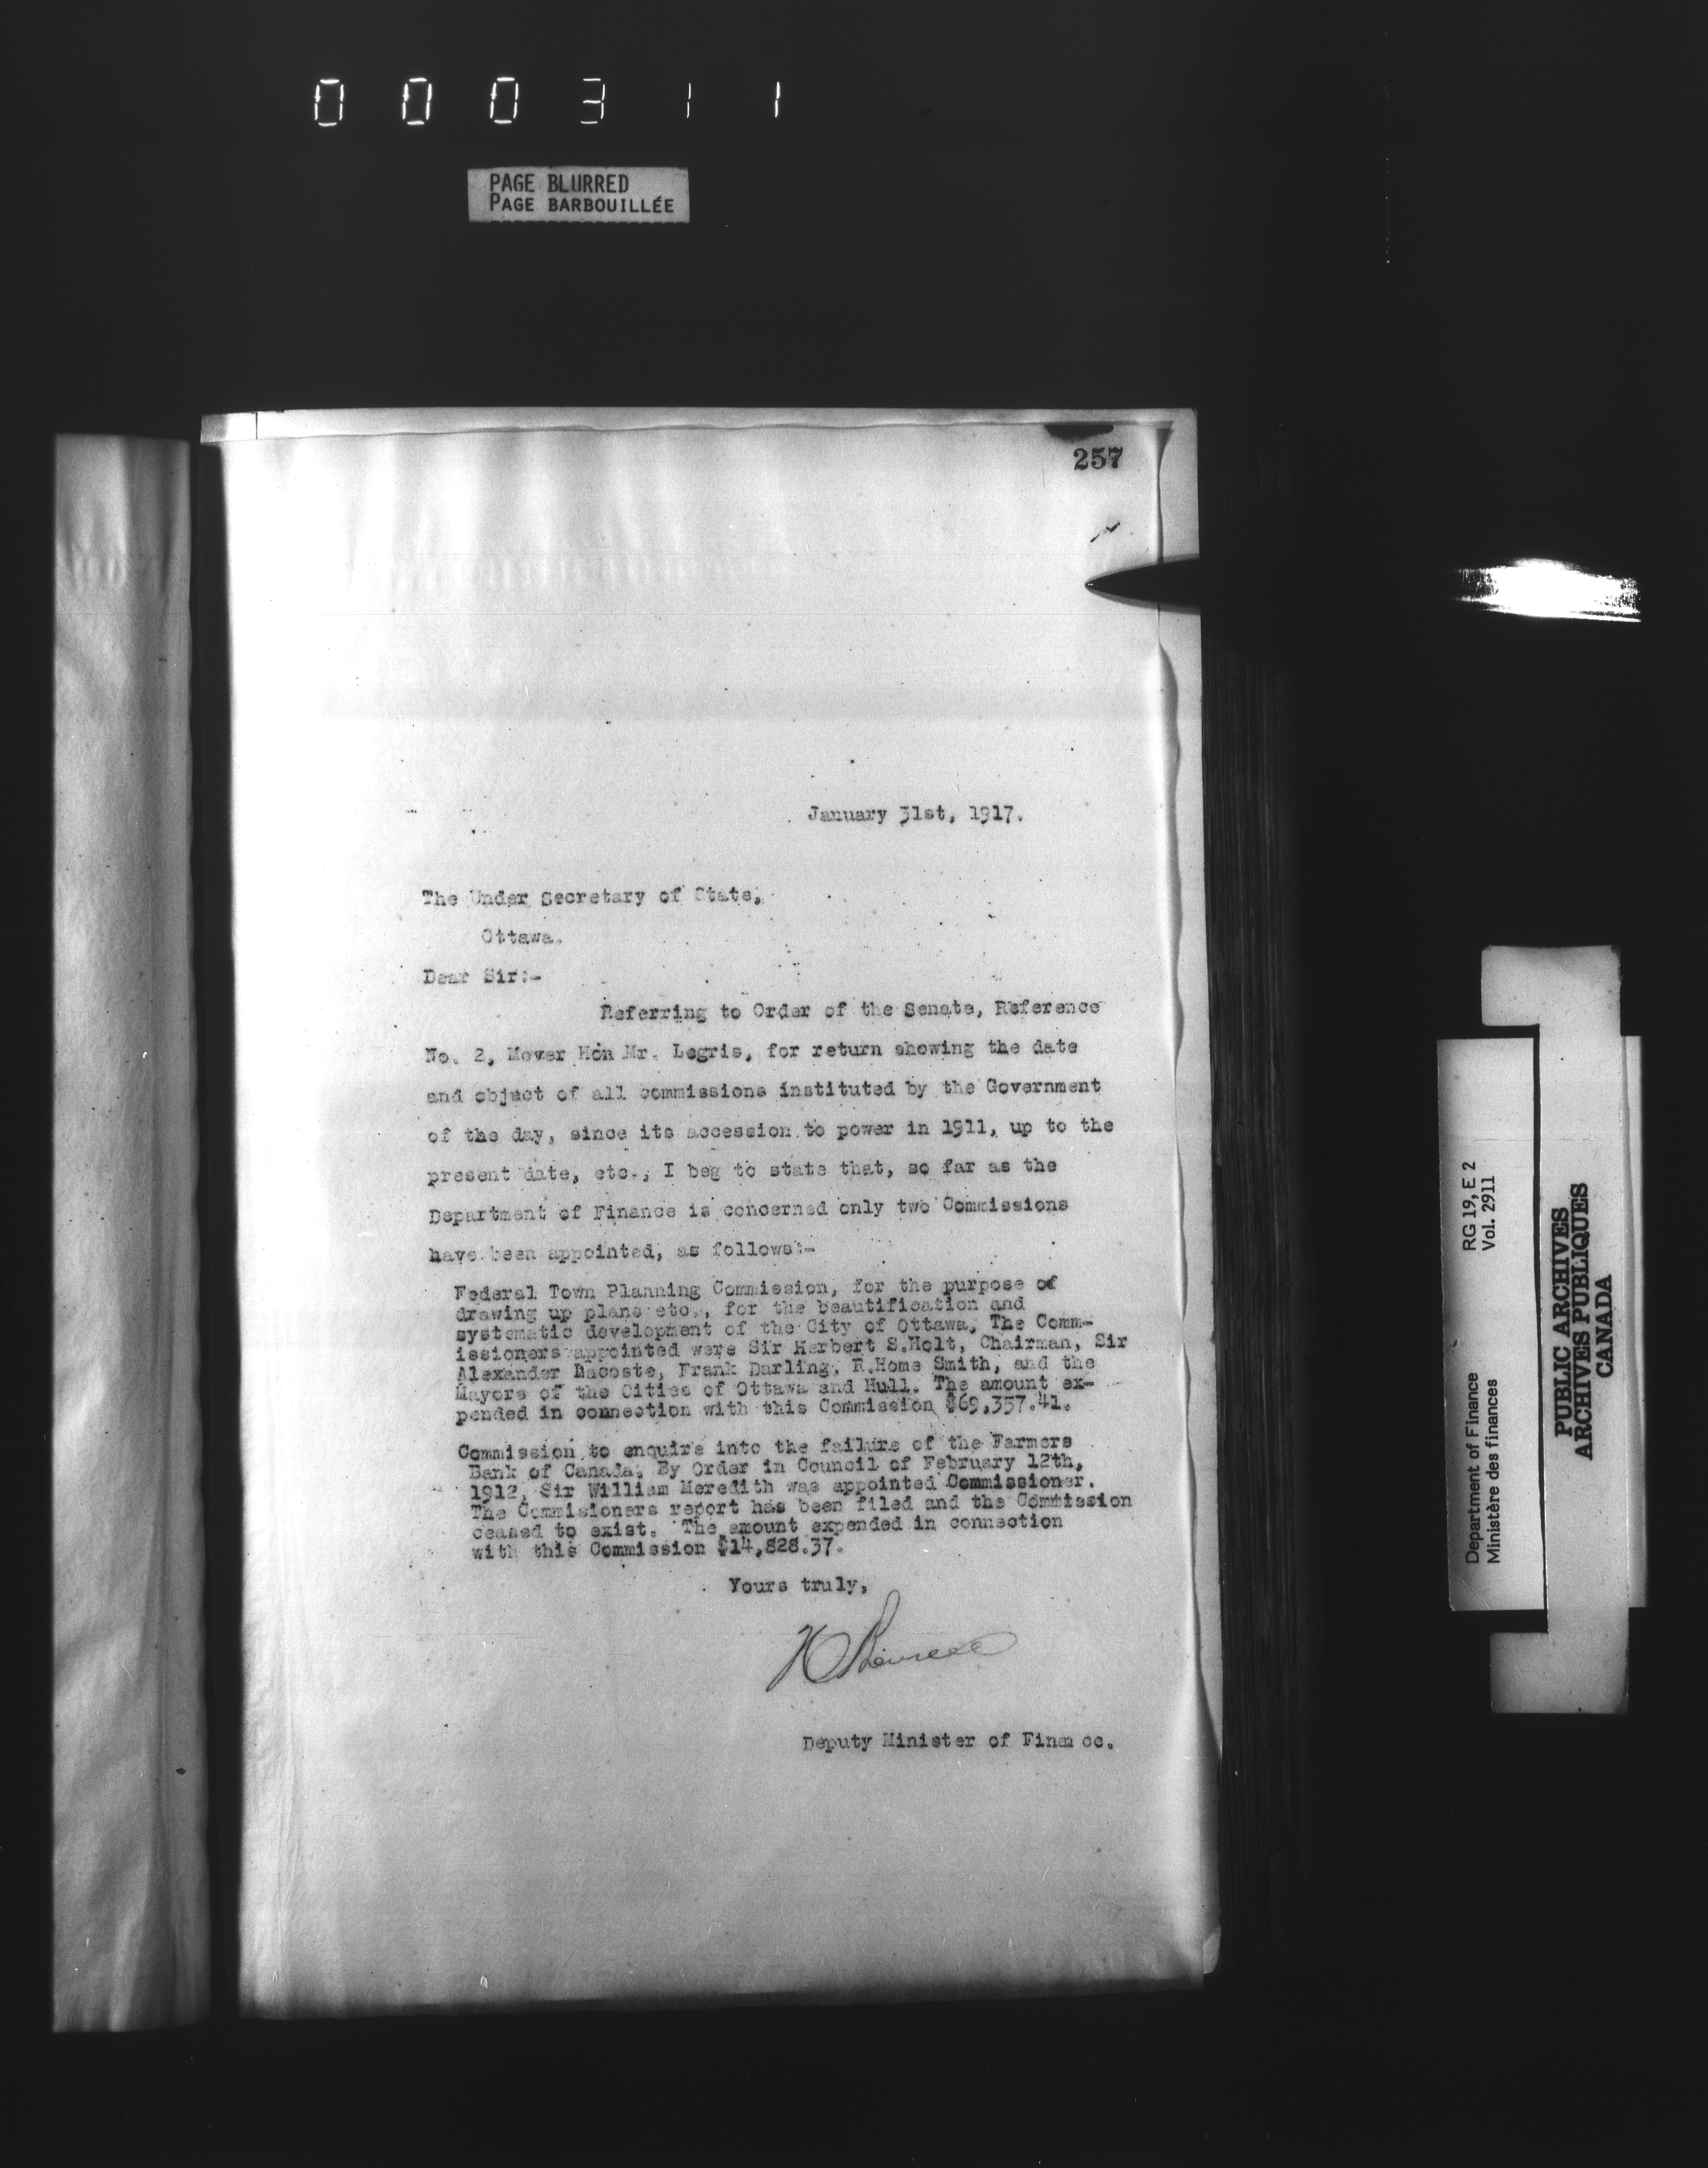 000311
PAGE BLURRED
PAGE BARBOUILLÉE
257
January 31st, 1917.
The Under Secretary of State,
Ottawa.
Dear Sir:-
Referring to Order of the Senate, Reference
No. 2, Mover Hon Mr. Legris, for return showing the date
and object of all commissions instituted by the Government
of the day, since its accession to power in 1911, up to the
present date, etc., I beg to state that, so far as the
Department of Finance is concerned only two Commissions
have been appointed, as follows:-
Federal Town Planning Commission, for the purpose of
drawing up plans etc., for the beautification and
systematic development of the City of Ottawa. The Comm-
issioners appointed were Sir Herbert S.Holt, Chairman, Sir
Alexander Lacoste, Frank Darling, R.Home Smith, and the
Mayors of the Cities of Ottawa and Hull. The amount ex-
pended in connection with this Commission $69,357.41.
Commission to enquire into the failure of the Farmers
Bank of Canada. By Order in Council of February 12th,
1912, Sir William Meredith was appointed Commissioner.
The Commisioners report has been filed and the Commission
ceased to exist. The amount expended in connection
with this Commission $14,828.37.
Yours truly,
Deputy Minister of Finance.
Department of Finance RG 19, E 2
Ministère des finances Vol. 2911
PUBLIC ARCHIVES
ARCHIVES PUBLIQUES
CANADA